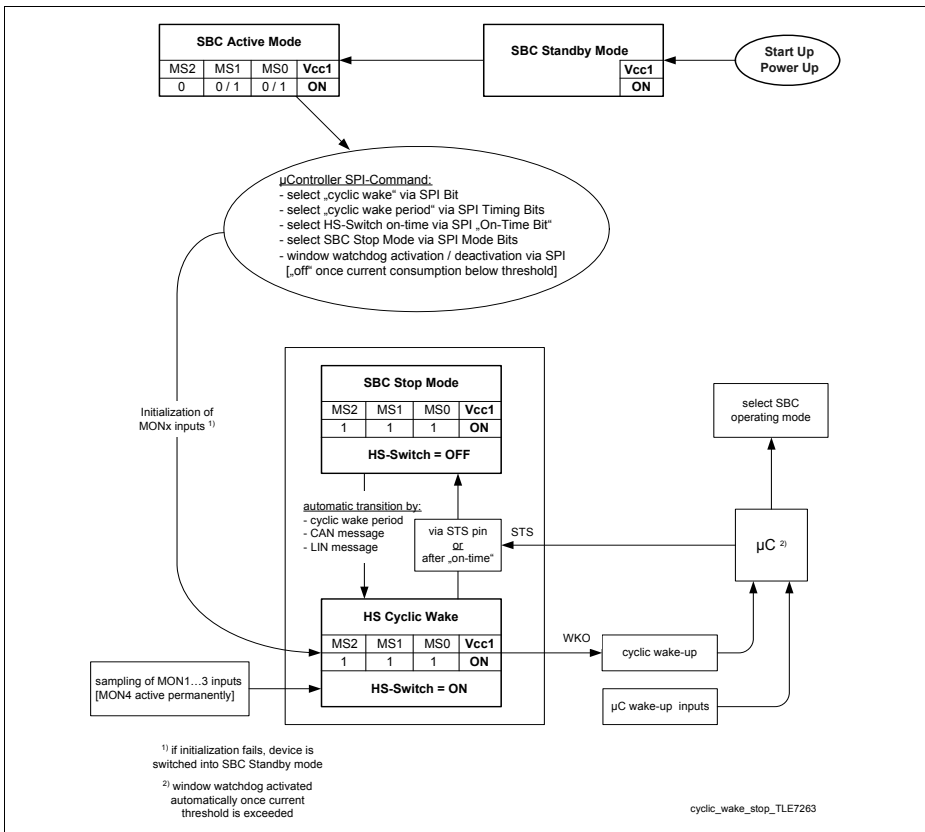 SBC Active Mode
MS2 MS1 MS0 Vcc1
0 0 / 1 0 / 1 ON
SBC Standby Mode
Vcc1
ON
Start Up
Power Up
µController SPI-Command:
- select „cyclic wake“ via SPI Bit
- select „cyclic wake period“ via SPI Timing Bits
- select HS-Switch on-time via SPI „On-Time Bit“
- select SBC Stop Mode via SPI Mode Bits
- window watchdog activation / deactivation via SPI
[„off“ once current consumption below threshold]
Initialization of
MONx inputs 1)
SBC Stop Mode
MS2 MS1 MS0 Vcc1
1 1 1 ON
HS-Switch = OFF
automatic transition by:
- cyclic wake period
- CAN message
- LIN message
via STS pin
or
after „on-time“
STS
select SBC
operating mode
µC 2)
HS Cyclic Wake
MS2 MS1 MS0 Vcc1
1 1 1 ON
HS-Switch = ON
WKO
cyclic wake-up
µC wake-up inputs
sampling of MON1...3 inputs
[MON4 active permanently]
1) if initialization fails, device is
switched into SBC Standby mode
2) window watchdog activated
automatically once current
threshold is exceeded
cyclic_wake_stop_TLE7263